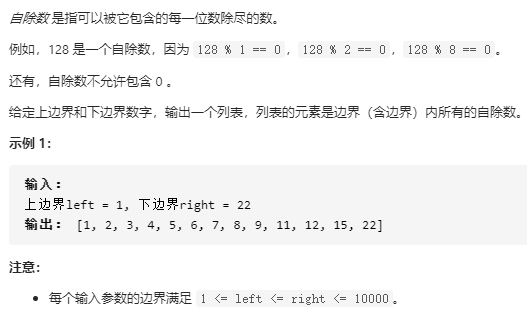 自除数 是指可以被它包含的每一位数除尽的数。
例如，128 是一个自除数，因为 128 % 1 == 0，128 % 2 == 0，128 % 8 == 0。
还有，自除数不允许包含 0 。
给定上边界和下边界数字，输出一个列表，列表的元素是边界（含边界）内所有的自除数。
示例 1：
输入：
上边界left = 1, 下边界right = 22
输出： [1, 2, 3, 4, 5, 6, 7, 8, 9, 11, 12, 15, 22]
注意：
• 每个输入参数的边界满足 1 <= left <= right <= 10000。